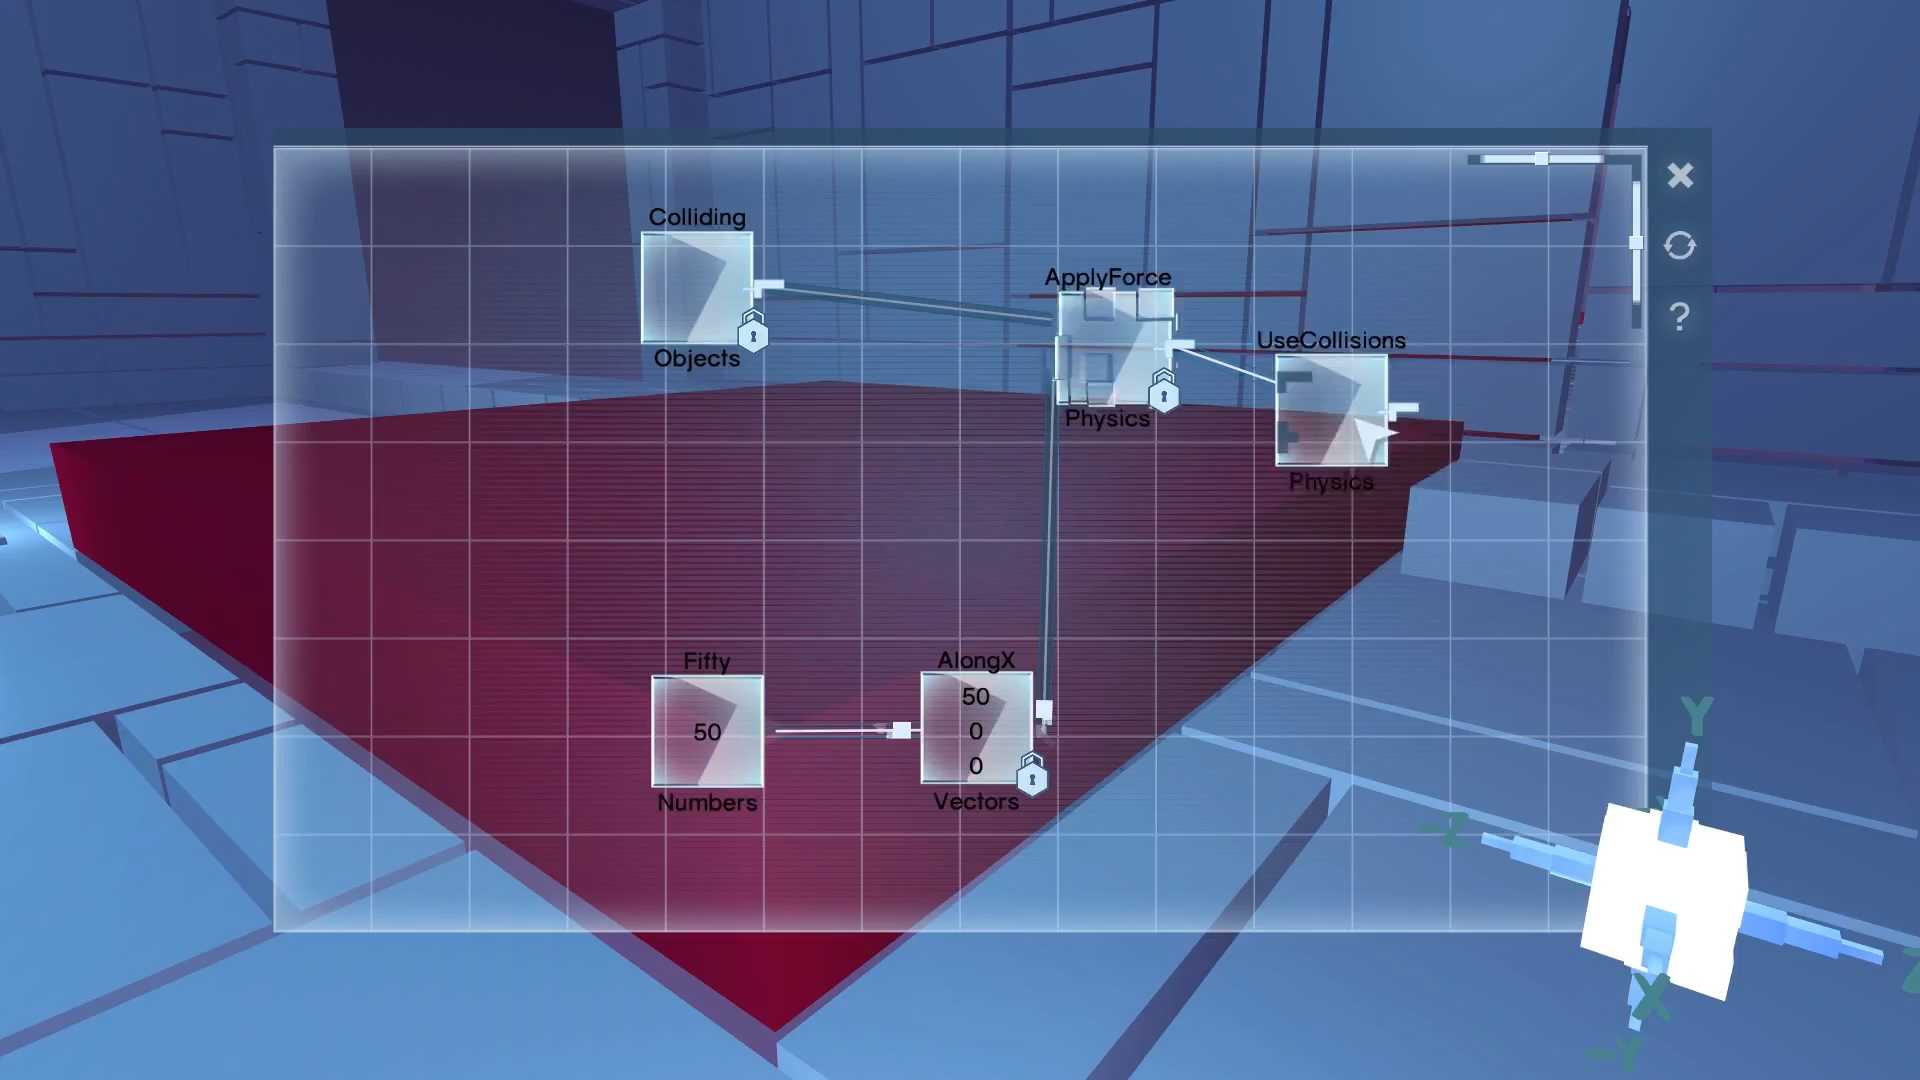 Colliding
Objects
ApplyForce
Physics
UseCollisions
Physics
?
Fifty
50
Numbers
AlongX
50
0
0
Vectors
Y
-Z
Z
X
-Y